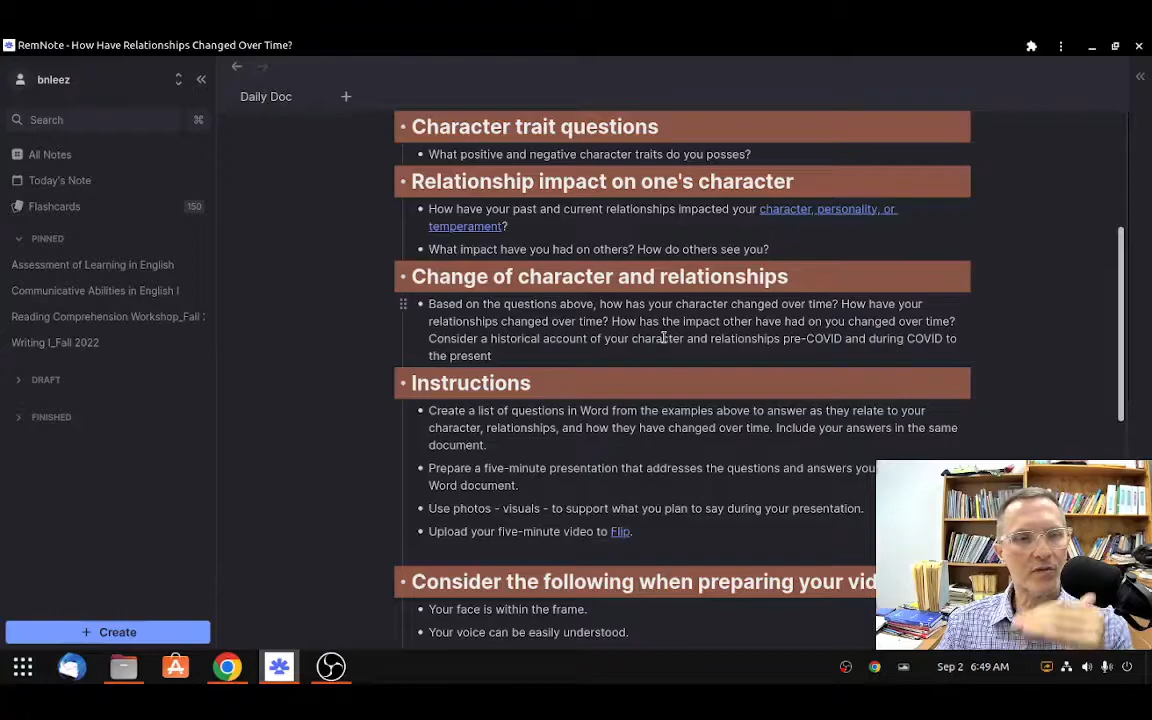 RemNote - How Have Relationships Changed Over Time?
bnleez
Daily Doc
Search
All Notes
Today's Note
Flashcards
150
PINNED
Assessment of Learning in English
Communicative Abilities in English I
Reading Comprehension Workshop_Fall
Writing I_Fall 2022
DRAFT
FINISHED
+ Create
Character trait questions
What positive and negative character traits do you posses?
Relationship impact on one's character
How have your past and current relationships impacted your character, personality, or
temperament?
What impact have you had on others? How do others see you?
Change of character and relationships
Based on the questions above, how has your character changed over time? How have your
relationships changed over time? How has the impact other have had on you changed over time?
Consider a historical account of your character and relationships pre-COVID and during COVID to
the present
Instructions
Create a list of questions in Word from the examples above to answer as they relate to your
character, relationships, and how they have changed over time. Include your answers in the same
document.
Prepare a five-minute presentation that addresses the questions and answers you
Word document.
Use photos - visuals - to support what you plan to say during your presentation.
Upload your five-minute video to Flip.
Consider the following when preparing your vid
Your face is within the frame.
Your voice can be easily understood.
Sep 2 6:49 AM